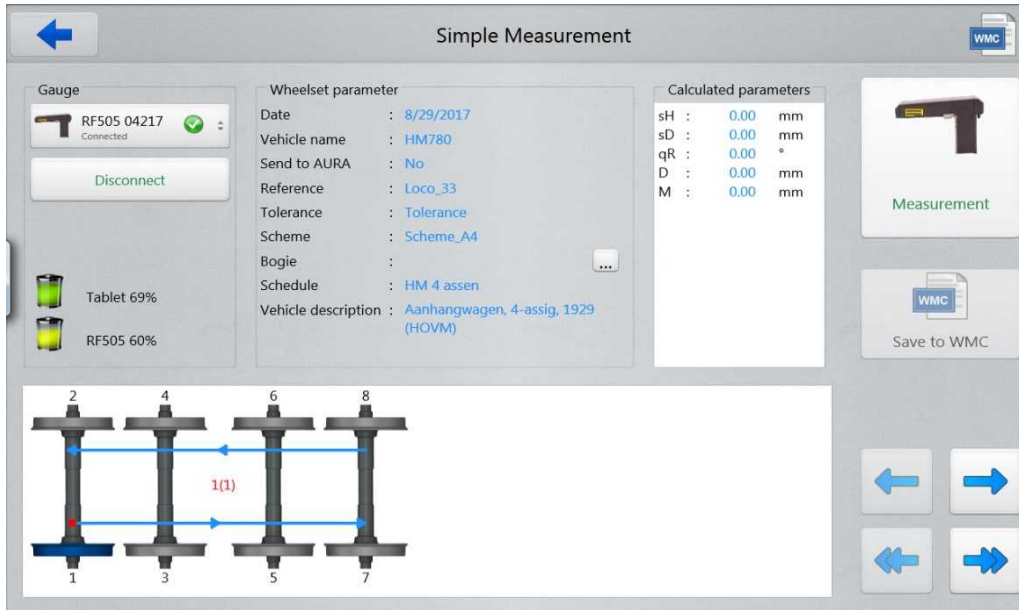 Simple Measurement
WMC
Gauge
RF505 04217
Connected
Disconnect
Tablet 69%
RF505 60%
Wheelset parameter
Date : 8/29/2017
Vehicle name : HM780
Send to AURA : No
Reference : Loco_33
Tolerance : Tolerance
Scheme : Scheme_A4
Bogie : ...
Schedule : HM 4 assen
Vehicle description : Aanhangwagen, 4-assig, 1929
(HOVM)
Calculated parameters
sH : 0.00 mm
sD : 0.00 mm
qR : 0.00 °
D : 0.00 mm
M : 0.00 mm
Measurement
WMC
Save to WMC
2 4 6 8
1(1)
1 3 5 7